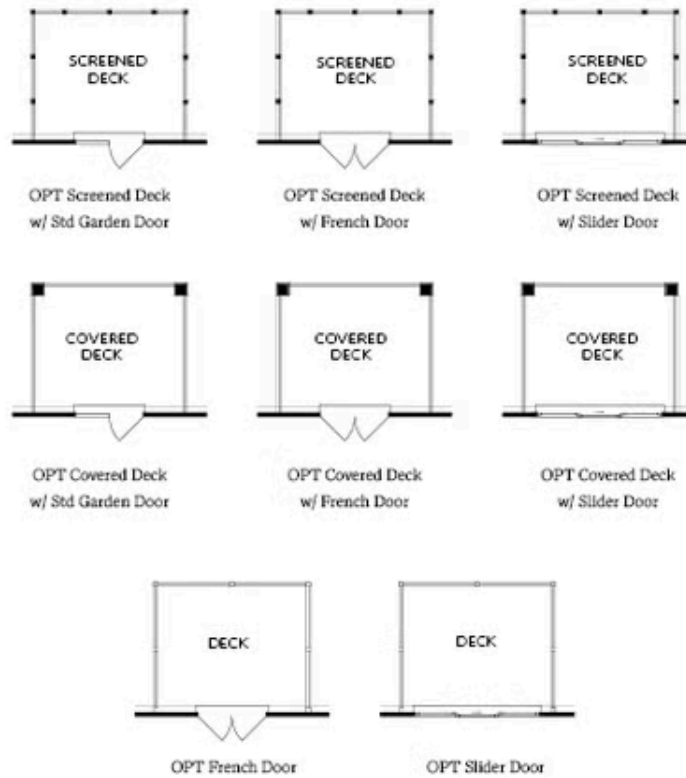 SCREENED
DECK
SCREENED
DECK
SCREENED
DECK
OPT Screened Deck
w/ Std Garden Door
OPT Screened Deck
w/ French Door
OPT Screened Deck
w/ Slider Door
COVERED
DECK
COVERED
DECK
COVERED
DECK
OPT Covered Deck
w/ Std Garden Door
OPT Covered Deck
w/ French Door
OPT Covered Deck
w/ Slider Door
DECK
DECK
OPT French Door
OPT Slider Door